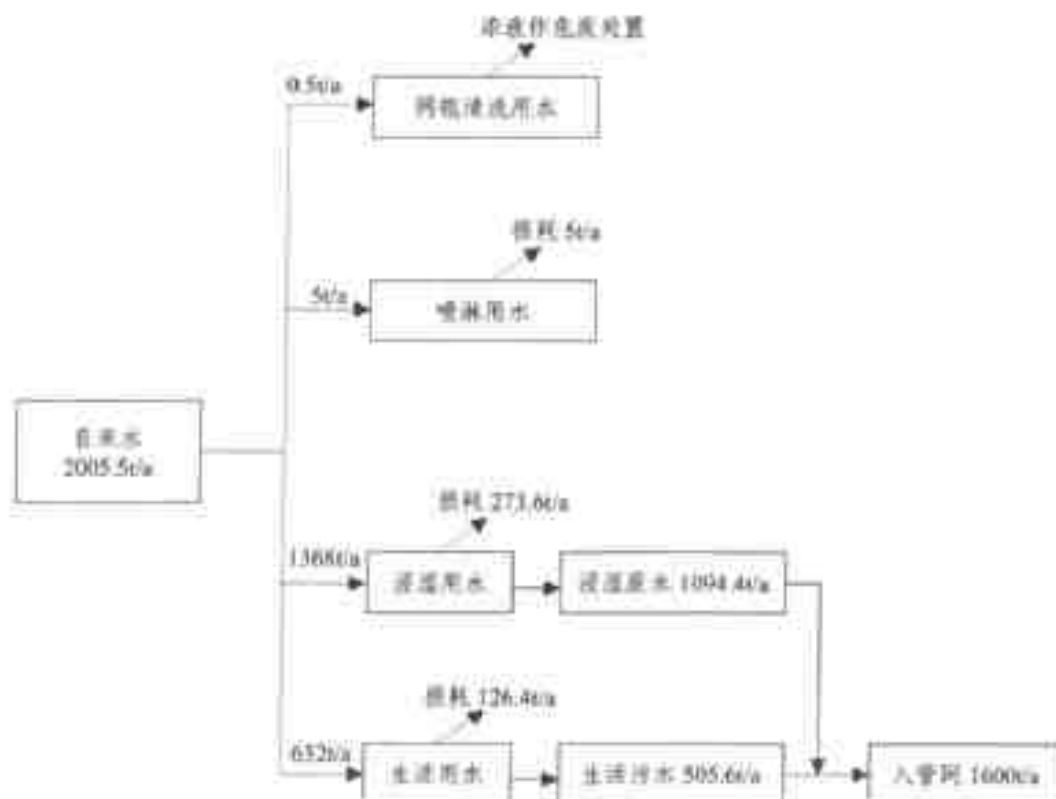 浓液作危废处置
0.5t/a
网辊清洗用水
损耗 5t/a
5t/a
喷淋用水
自来水
2005.5t/a
损耗 273.6t/a
1368t/a
浸湿用水
浸湿废水 1094.4t/a
损耗 126.4t/a
632t/a
生活用水
生活污水 505.6t/a
入管网 1600t/a